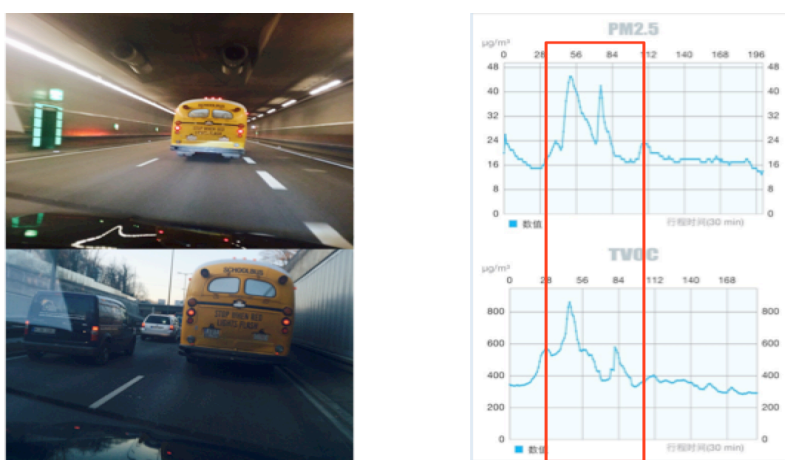 SCHOOLBUS
STOP WHEN RED
LIGHTS FLASH
SCHOOLBUS
STOP WHEN RED
LIGHTS FLASH
PM2.5
μg/m³
0 28 56 84 112 140 168 196
48 48
40 40
32 32
24 24
16 16
8 8
0 0
数值 行程时间(30 min)
TVOC
μg/m³
0 28 56 84 112 140 168
800 800
600 600
400 400
200 200
0 0
数值 行程时间(30 min)